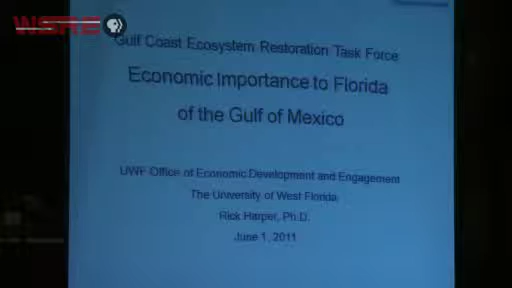 WSRE PBS
Gulf Coast Ecosystem Restoration Task Force
Economic Importance to Florida
of the Gulf of Mexico
UWF Office of Economic Development and Engagement
The University of West Florida
Rick Harper, Ph.D.
June 1, 2011